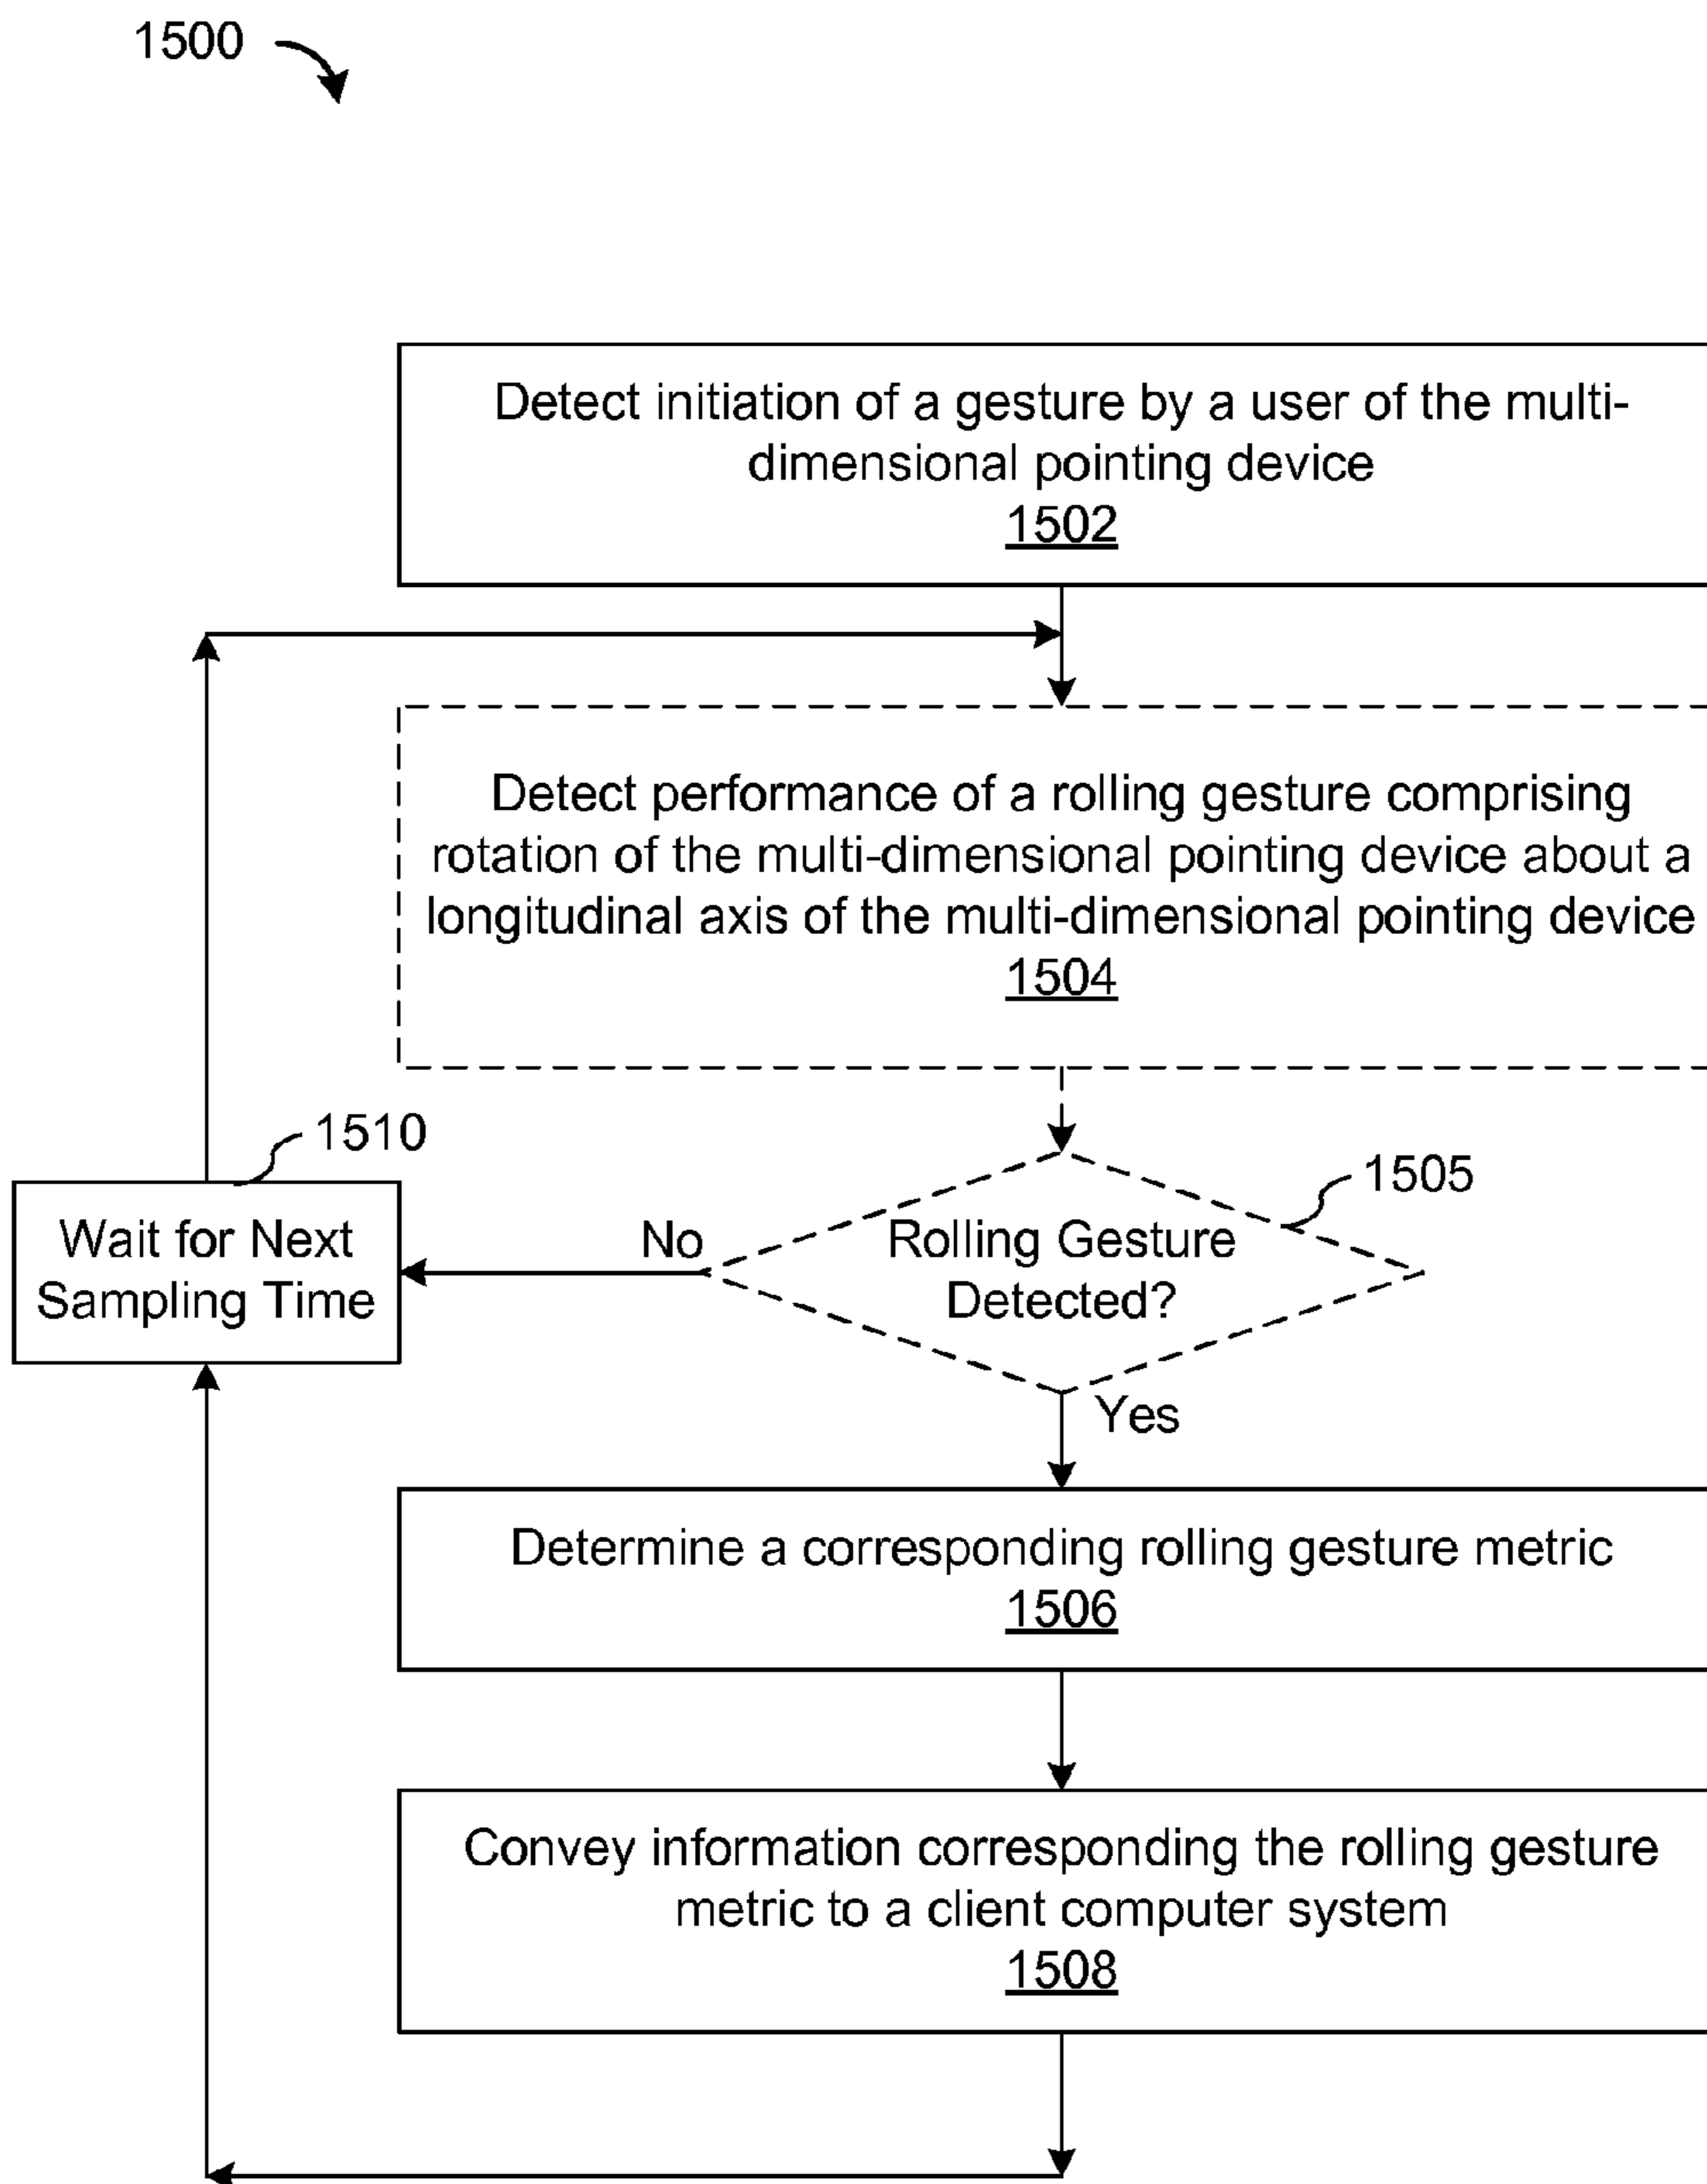 1500
Detect initiation of a gesture by a user of the multi-
dimensional pointing device
1502
Detect performance of a rolling gesture comprising
rotation of the multi-dimensional pointing device about a
longitudinal axis of the multi-dimensional pointing device
1504
1510
1505
Wait for Next
Sampling Time
No
Rolling Gesture
Detected?
Yes
Determine a corresponding rolling gesture metric
1506
Convey information corresponding the rolling gesture
metric to a client computer system
1508